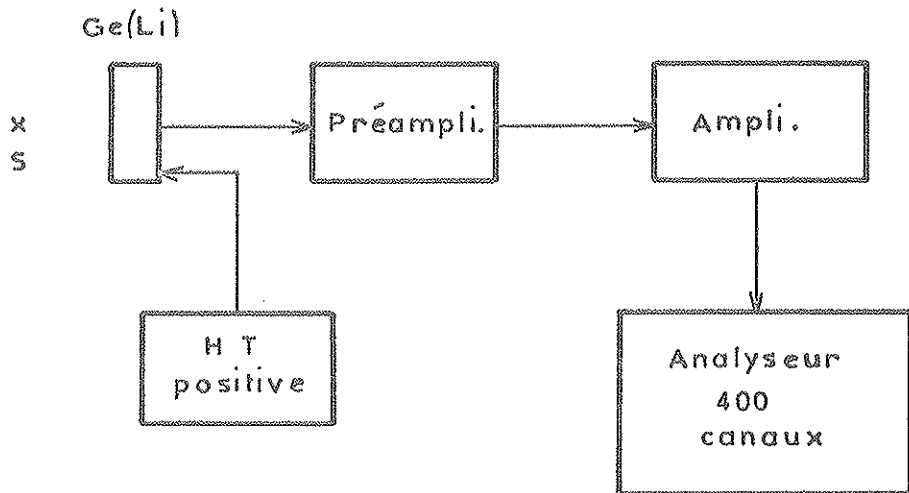 Ge(Li)
x
S
Préampli.
Ampli.
H T
positive
Analyseur
400
canaux